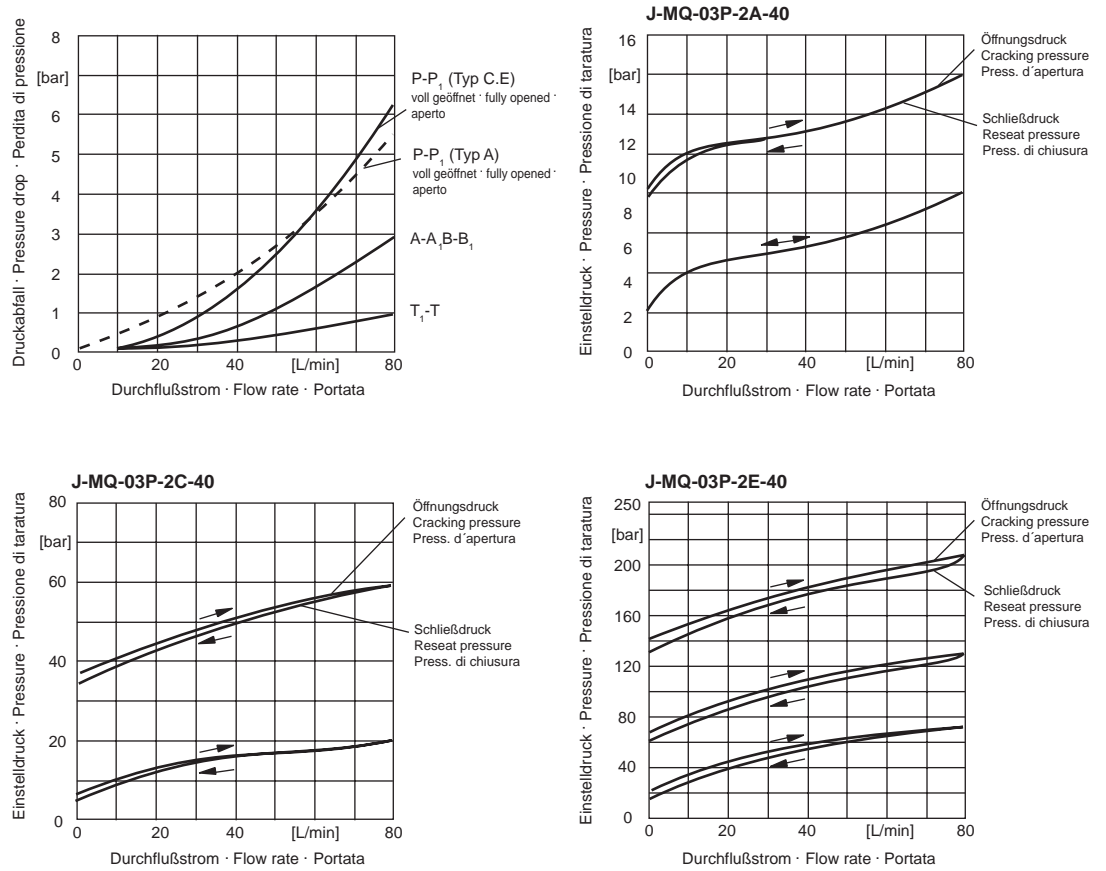 Druckabfall · Pressure drop · Perdita di pressione
8
[bar]
6
5
4
3
2
1
0
0
20
40
[L/min]
80
Durchflußstrom · Flow rate · Portata
P-P1 (Typ C.E)
voll geöffnet · fully opened ·
aperto
P-P1 (Typ A)
voll geöffnet · fully opened ·
aperto
A-A1B-B1
T1-T
J-MQ-03P-2A-40
Einstelldruck · Pressure · Pressione di taratura
16
[bar]
14
12
10
8
6
4
2
0
0
20
40
[L/min]
80
Durchflußstrom · Flow rate · Portata
Öffnungsdruck
Cracking pressure
Press. d´apertura
Schließdruck
Reseat pressure
Press. di chiusura
J-MQ-03P-2C-40
Einstelldruck · Pressure · Pressione di taratura
80
[bar]
60
40
20
0
0
20
40
[L/min]
80
Durchflußstrom · Flow rate · Portata
Öffnungsdruck
Cracking pressure
Press. d´apertura
Schließdruck
Reseat pressure
Press. di chiusura
J-MQ-03P-2E-40
Einstelldruck · Pressure · Pressione di taratura
250
[bar]
200
160
120
80
40
0
0
20
40
[L/min]
80
Durchflußstrom · Flow rate · Portata
Öffnungsdruck
Cracking pressure
Press. d´apertura
Schließdruck
Reseat pressure
Press. di chiusura